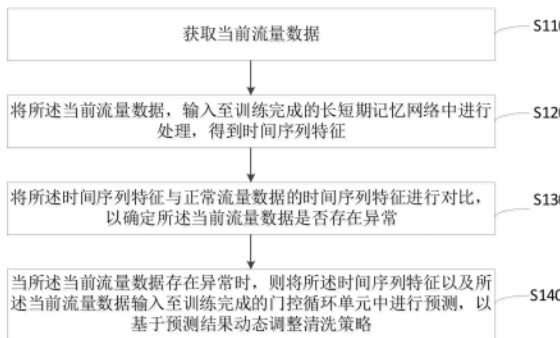 获取当前流量数据
S110
将所述当前流量数据，输入至训练完成的长短期记忆网络中进行
处理，得到时间序列特征
S120
将所述时间序列特征与正常流量数据的时间序列特征进行对比，
以确定所述当前流量数据是否存在异常
S130
当所述当前流量数据存在异常时，则将所述时间序列特征以及所
述当前流量数据输入至训练完成的门控循环单元中进行预测，以
基于预测结果动态调整清洗策略
S140